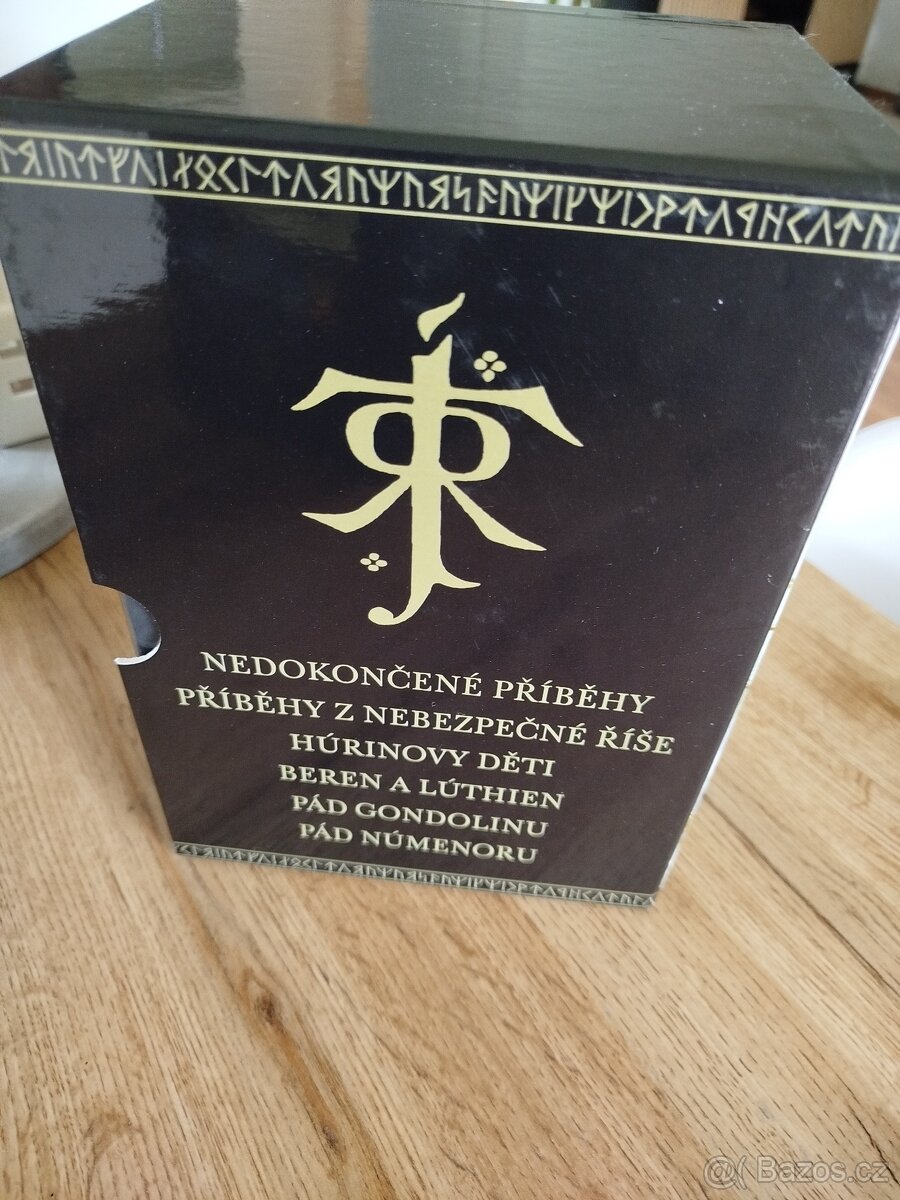 NEDOKONČENÉ PŘÍBĚHY
PŘÍBĚHY Z NEBEZPEČNÉ ŘÍŠE
HÚRINOVY DĚTI
BEREN A LÚTHIEN
PÁD GONDOLINU
PÁD NÚMENORU
@( Bazos.cz